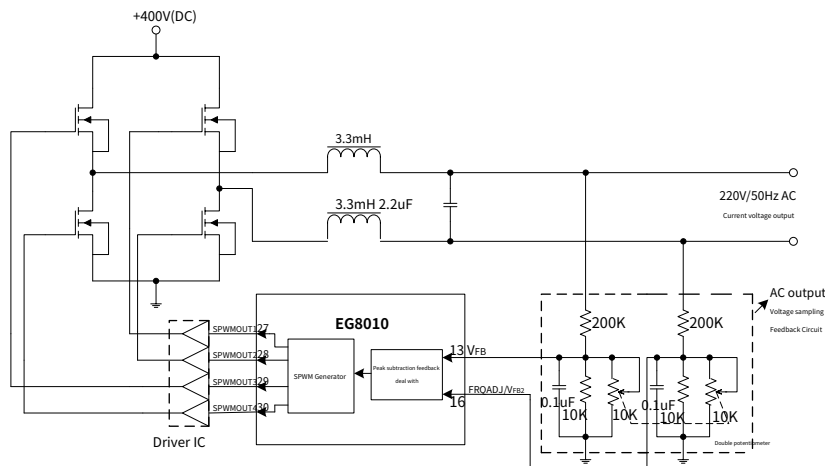 +400V(DC)
3.3mH
3.3mH 2.2uF
220V/50Hz AC
Current voltage output
AC output
Voltage sampling
Feedback Circuit
EG8010
200K
200K
SPWMOUT127
SPWMOUT228
SPWMOUT329
SPWMOUT430
SPWM Generator
Peak subtraction feedback
deal with
13 VFB
FRQADJ/VFB2
16
0.1uF
10K
10K
0.1uF
10K
10K
Double potentiometer
Driver IC